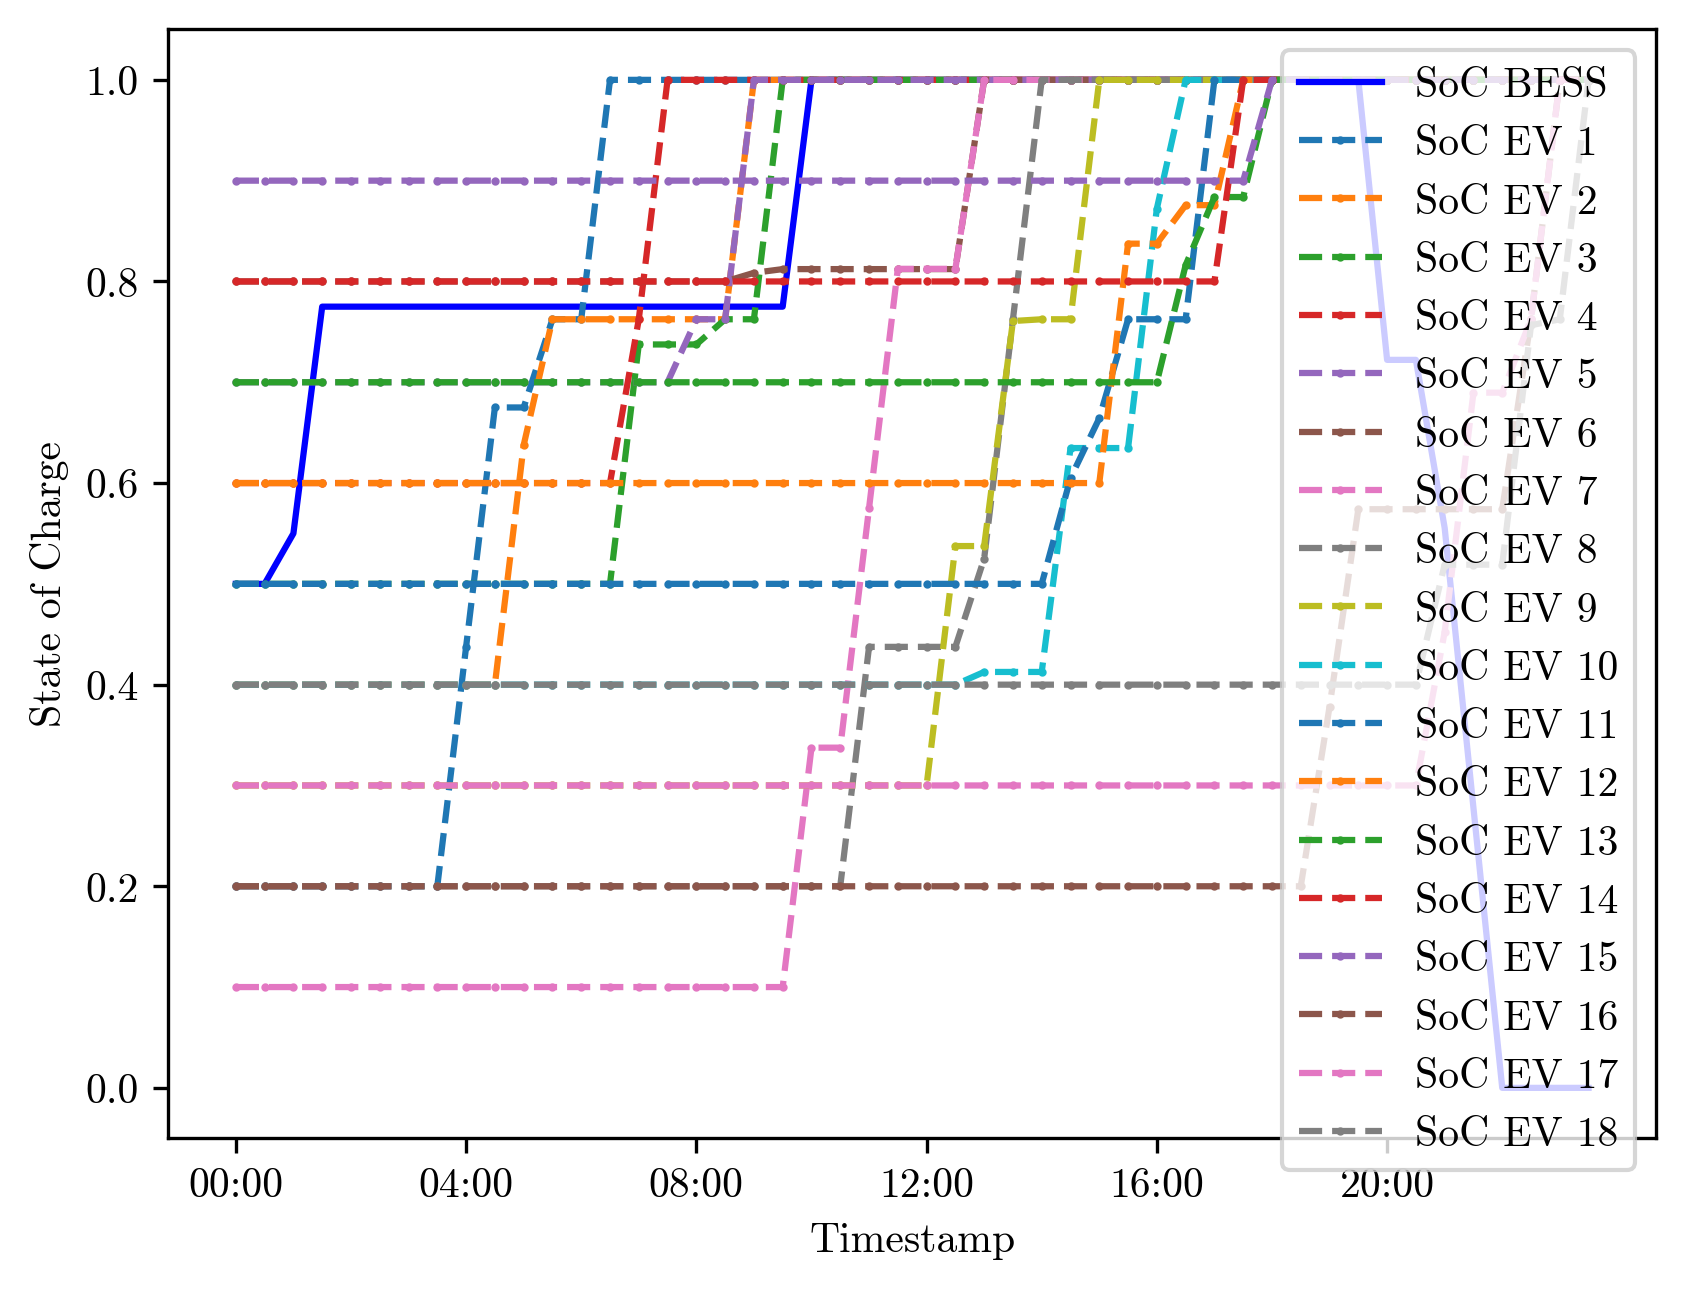 State of Charge
1.0
0.8
0.6
0.4
0.2
0.0
00:00
04:00
08:00
12:00
16:00
20:00
Timestamp
SoC BESS
SoC EV 1
SoC EV 2
SoC EV 3
SoC EV 4
SoC EV 5
SoC EV 6
SoC EV 7
SoC EV 8
SoC EV 9
SoC EV 10
SoC EV 11
SoC EV 12
SoC EV 13
SoC EV 14
SoC EV 15
SoC EV 16
SoC EV 17
SoC EV 18